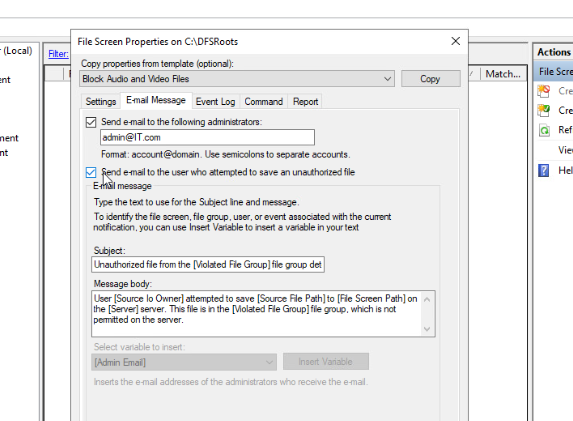 File Screen Properties on C:\DFSRoots
(Local)
Filter:
Actions
Copy properties from template (optional):
Block Audio and Video Files
Copy
Match...
File Scre
Settings
E-mail Message
Event Log
Command
Report
Cre
Send e-mail to the following administrators:
Cre
admin@IT.com
Ref
Format: account@domain. Use semicolons to separate accounts.
Send e-mail to the user who attempted to save an unauthorized file
Hel
E-mail message
Type the text to use for the Subject line and message.
To identify the file screen, file group, user, or event associated with the current
notification, you can use Insert Variable to insert a variable in your text
Subject:
Unauthorized file from the [Violated File Group] file group det
Message body:
User [Source Io Owner] attempted to save [Source File Path] to [File Screen Path] on
the [Server] server. This file is in the [Violated File Group] file group, which is not
permitted on the server.
Select variable to insert:
[Admin Email]
Insert Variable
Inserts the e-mail addresses of the administrators who receive the e-mail.